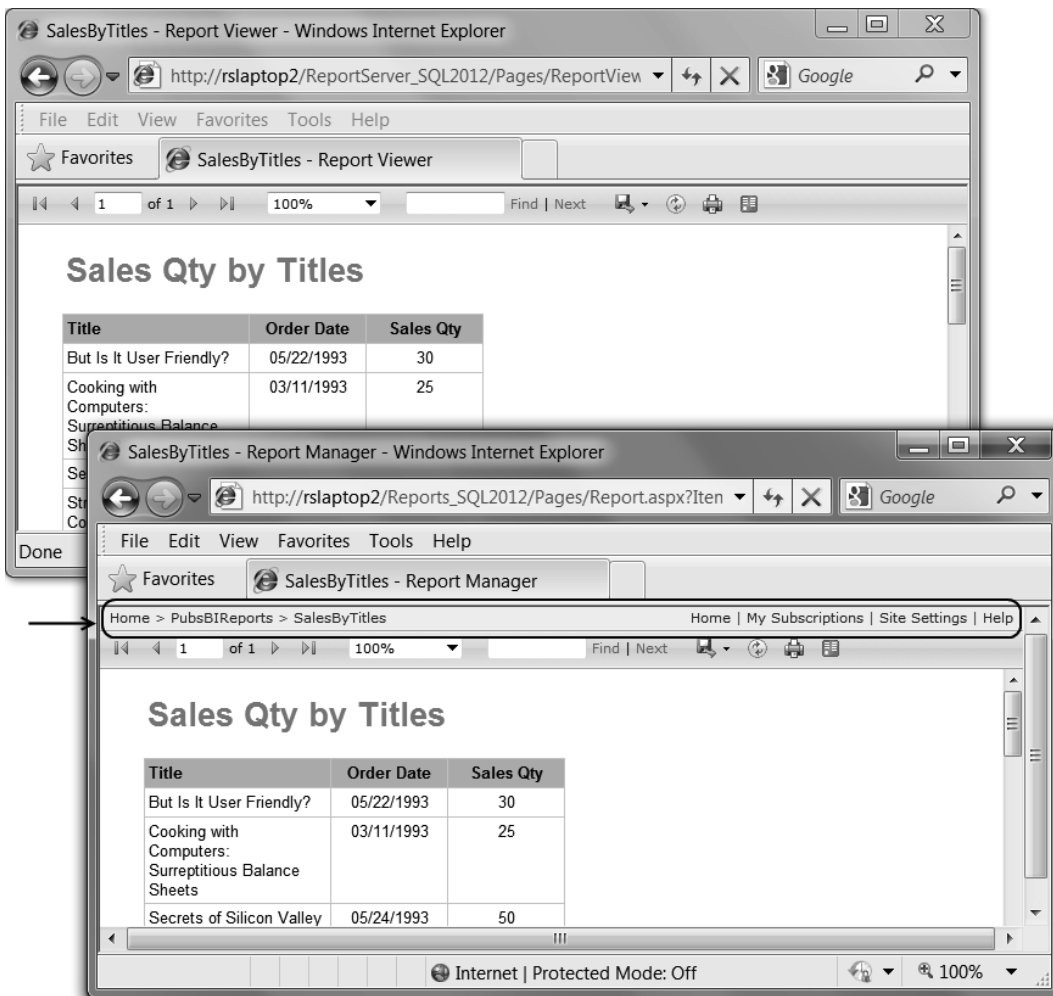 SalesByTitles - Report Viewer - Windows Internet Explorer
http://rslaptop2/ReportServer_SQL2012/Pages/ReportView
Google
File Edit View Favorites Tools Help
Favorites
SalesByTitles - Report Viewer
1 of 1
100%
Find | Next
Sales Qty by Titles
Title Order Date Sales Qty
But Is It User Friendly? 05/22/1993 30
Cooking with 03/11/1993 25
Computers:
Surreptitious Balance
Sh
Se
Str
Co
Done
SalesByTitles - Report Manager - Windows Internet Explorer
http://rslaptop2/Reports_SQL2012/Pages/Report.aspx?Iten
Google
File Edit View Favorites Tools Help
Favorites
SalesByTitles - Report Manager
Home > PubsBIReports > SalesByTitles
Home | My Subscriptions | Site Settings | Help
1 of 1
100%
Find | Next
Sales Qty by Titles
Title Order Date Sales Qty
But Is It User Friendly? 05/22/1993 30
Cooking with 03/11/1993 25
Computers:
Surreptitious Balance
Sheets
Secrets of Silicon Valley 05/24/1993 50
Internet | Protected Mode: Off
100%